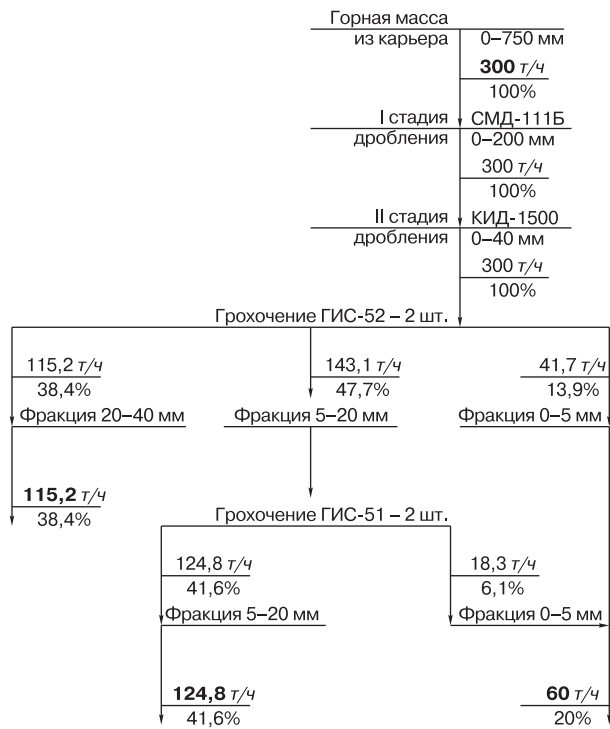 Горная масса
из карьера 0–750 мм
300 т/ч
100%
I стадия СМД-111Б
дробления 0–200 мм
300 т/ч
100%
II стадия КИД-1500
дробления 0–40 мм
300 т/ч
100%
Грохочение ГИС-52 – 2 шт.
115,2 т/ч 143,1 т/ч 41,7 т/ч
38,4% 47,7% 13,9%
Фракция 20–40 мм Фракция 5–20 мм Фракция 0–5 мм
115,2 т/ч
38,4%
Грохочение ГИС-51 – 2 шт.
124,8 т/ч 18,3 т/ч
41,6% 6,1%
Фракция 5–20 мм Фракция 0–5 мм
124,8 т/ч 60 т/ч
41,6% 20%